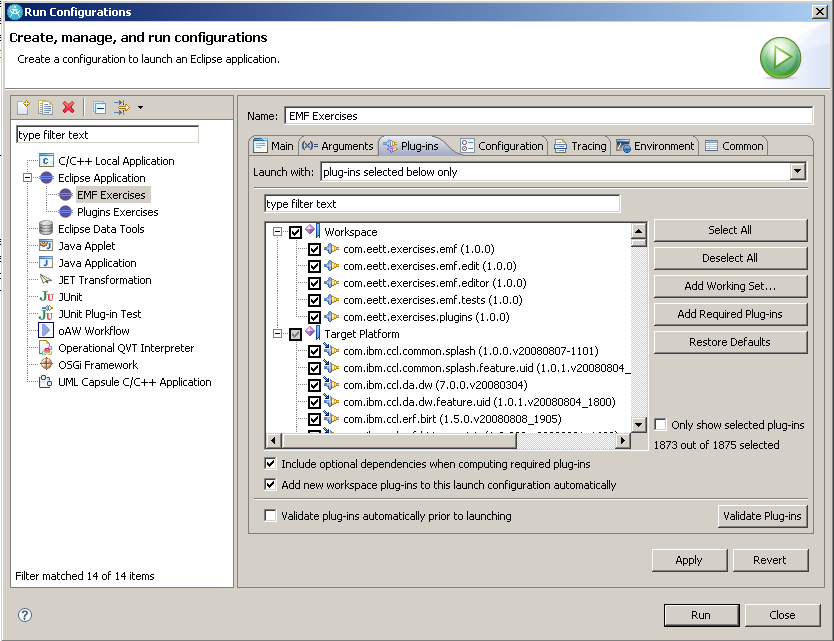 Run Configurations
Create, manage, and run configurations
Create a configuration to launch an Eclipse application.
type filter text
C/C++ Local Application
Eclipse Application
EMF Exercises
Plugins Exercises
Eclipse Data Tools
Java Applet
Java Application
JET Transformation
JUnit
JUnit Plug-in Test
oAW Workflow
Operational QVT Interpreter
OSGi Framework
UML Capsule C/C++ Application
Filter matched 14 of 14 items
Name: EMF Exercises
Main (x)= Arguments Plug-ins Configuration Tracing Environment Common
Launch with: plug-ins selected below only
type filter text
Workspace
com.eett.exercises.emf (1.0.0)
com.eett.exercises.emf.edit (1.0.0)
com.eett.exercises.emf.editor (1.0.0)
com.eett.exercises.emf.tests (1.0.0)
com.eett.exercises.plugins (1.0.0)
Target Platform
com.ibm.ccl.common.splash (1.0.0.v20080807-1101)
com.ibm.ccl.common.splash.feature.uid (1.0.1.v20080804_
com.ibm.ccl.da.dw (7.0.0.v20080304)
com.ibm.ccl.da.dw.feature.uid (1.0.1.v20080804_1800)
com.ibm.ccl.erf.birt (1.5.0.v20080808_1905)
Select All
Deselect All
Add Working Set...
Add Required Plug-ins
Restore Defaults
Only show selected plug-ins
1873 out of 1875 selected
Include optional dependencies when computing required plug-ins
Add new workspace plug-ins to this launch configuration automatically
Validate plug-ins automatically prior to launching
Validate Plug-ins
Apply Revert
Run Close